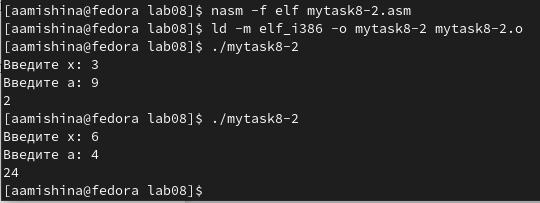 [aamishina@fedora lab08]$ nasm -f elf mytask8-2.asm
[aamishina@fedora lab08]$ ld -m elf_i386 -o mytask8-2 mytask8-2.o
[aamishina@fedora lab08]$ ./mytask8-2
Введите x: 3
Введите a: 9
2
[aamishina@fedora lab08]$ ./mytask8-2
Введите x: 6
Введите a: 4
24
[aamishina@fedora lab08]$